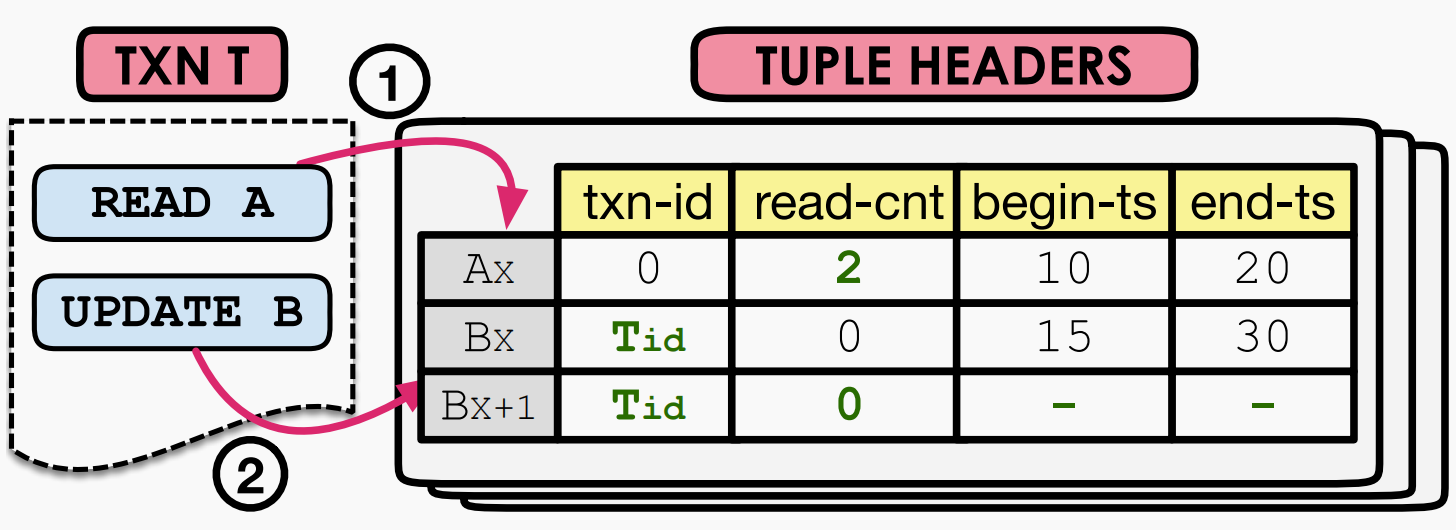 TXN T
1
TUPLE HEADERS
READ A
UPDATE B
2
txn-id read-cnt begin-ts end-ts
Ax 0 2 10 20
Bx Tid 0 15 30
Bx+1 Tid 0 - -